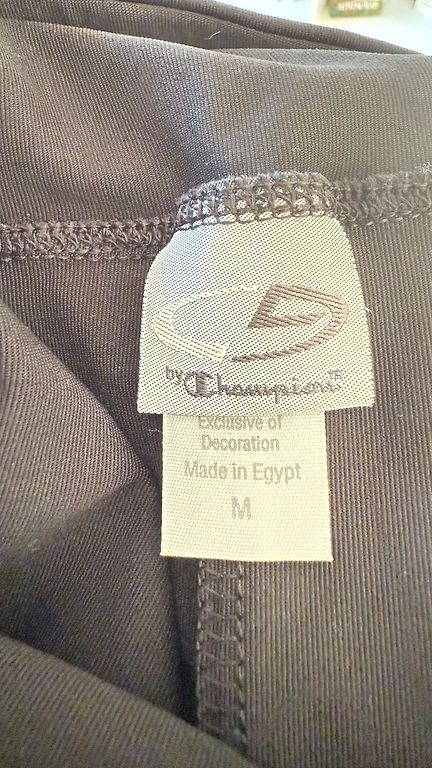 by Champion
Exclusive of
Decoration
Made in Egypt
M